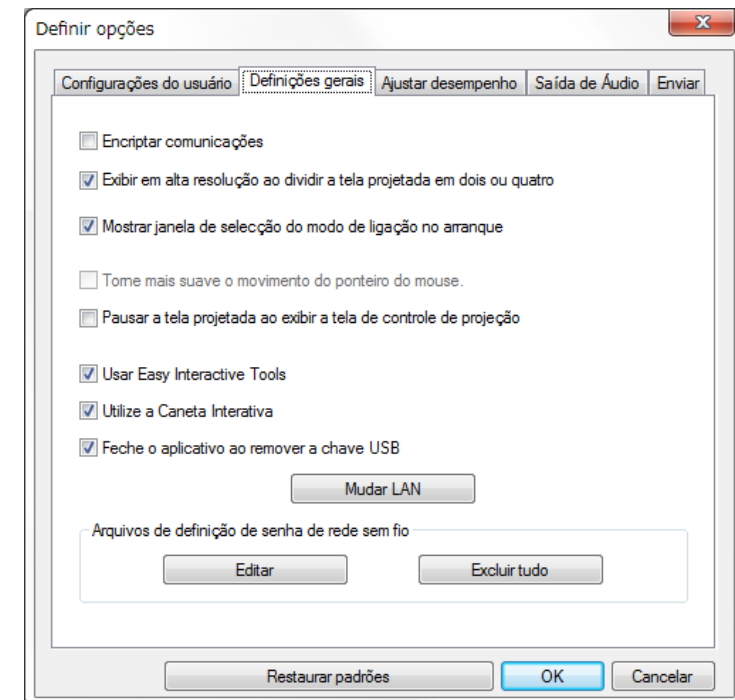 Definir opções
Configurações do usuário Definições gerais Ajustar desempenho Saída de Áudio Enviar
Encriptar comunicações
Exibir em alta resolução ao dividir a tela projetada em dois ou quatro
Mostrar janela de selecção do modo de ligação no arranque
Torne mais suave o movimento do ponteiro do mouse.
Pausar a tela projetada ao exibir a tela de controle de projeção
Usar Easy Interactive Tools
Utilize a Caneta Interativa
Feche o aplicativo ao remover a chave USB
Mudar LAN
Arquivos de definição de senha de rede sem fio
Editar Excluir tudo
Restaurar padrões OK Cancelar